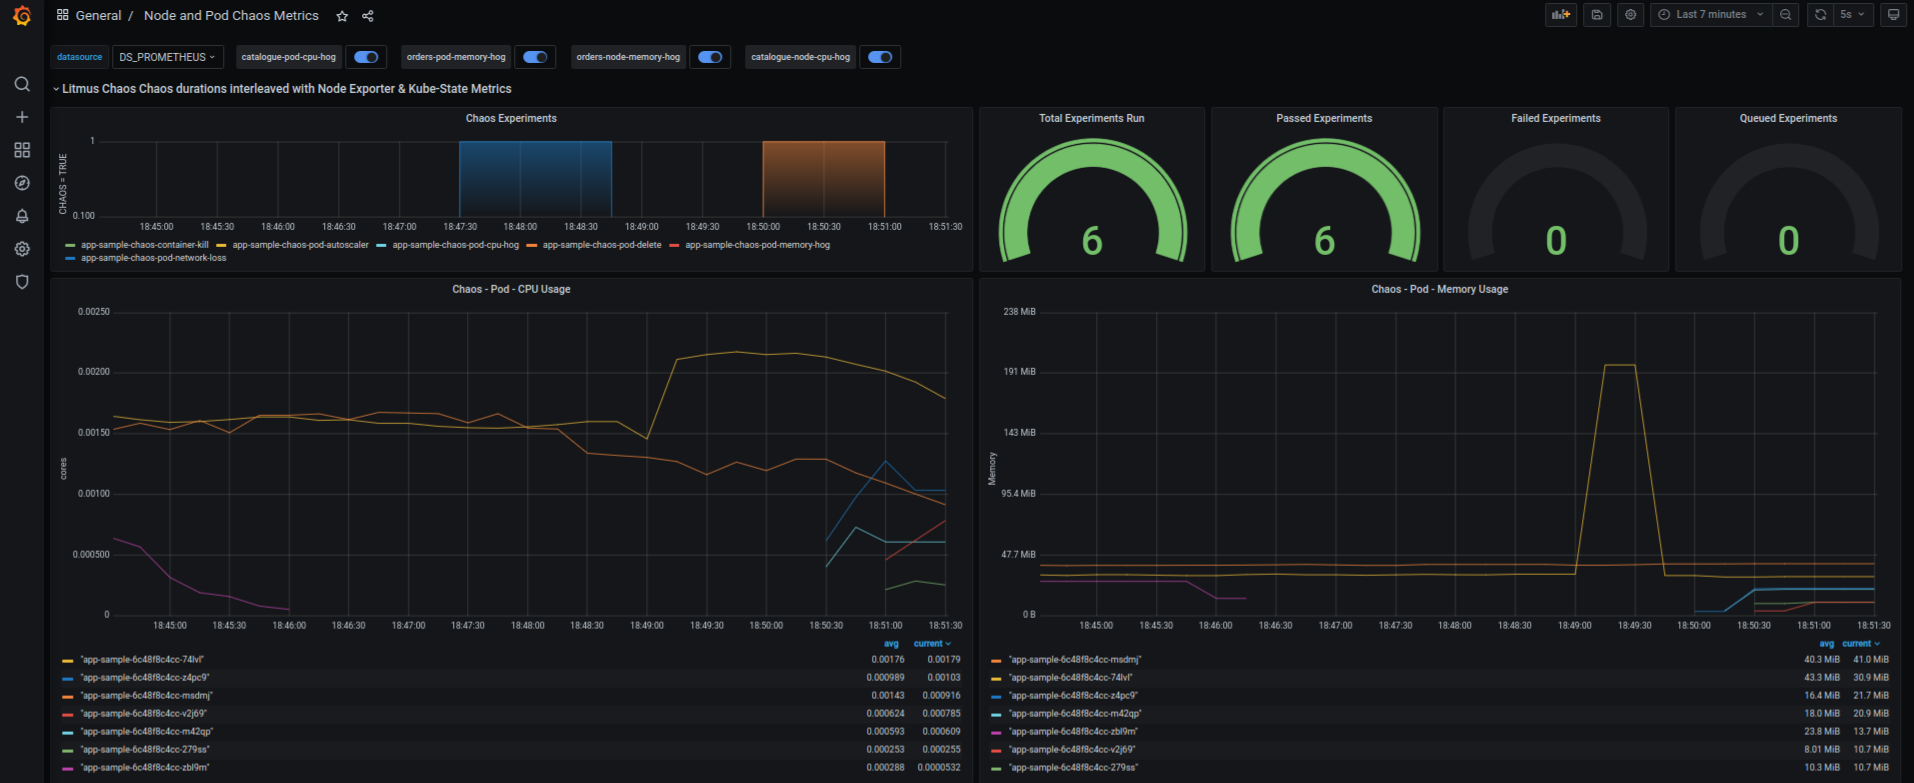 General / Node and Pod Chaos Metrics
Last 7 minutes
5s
datasource DS_PROMETHEUS catalogue-pod-cpu-hog orders-pod-memory-hog orders-node-memory-hog catalogue-node-cpu-hog
Litmus Chaos Chaos durations interleaved with Node Exporter & Kube-State Metrics
Chaos Experiments
1
CHAOS = TRUE
0.100
18:45:00 18:45:30 18:46:00 18:46:30 18:47:00 18:47:30 18:48:00 18:48:30 18:49:00 18:49:30 18:50:00 18:50:30 18:51:00 18:51:30
app-sample-chaos-container-kill app-sample-chaos-pod-autoscaler app-sample-chaos-pod-cpu-hog app-sample-chaos-pod-delete app-sample-chaos-pod-memory-hog
app-sample-chaos-pod-network-loss
Total Experiments Run
6
Passed Experiments
6
Failed Experiments
0
Queued Experiments
0
Chaos - Pod - CPU Usage
0.00250
0.00200
0.00150
cores
0.00100
0.000500
0
18:45:00 18:45:30 18:46:00 18:46:30 18:47:00 18:47:30 18:48:00 18:48:30 18:49:00 18:49:30 18:50:00 18:50:30 18:51:00 18:51:30
avg current
"app-sample-6c48f8c4cc-74lvl" 0.00176 0.00179
"app-sample-6c48f8c4cc-z4pc9" 0.000989 0.00103
"app-sample-6c48f8c4cc-msdmj" 0.00143 0.000916
"app-sample-6c48f8c4cc-v2j69" 0.000624 0.000785
"app-sample-6c48f8c4cc-m42qp" 0.000593 0.000609
"app-sample-6c48f8c4cc-279ss" 0.000253 0.000255
"app-sample-6c48f8c4cc-zbl9m" 0.000288 0.0000532
Chaos - Pod - Memory Usage
238 MiB
191 MiB
143 MiB
Memory
95.4 MiB
47.7 MiB
0 B
18:45:00 18:45:30 18:46:00 18:46:30 18:47:00 18:47:30 18:48:00 18:48:30 18:49:00 18:49:30 18:50:00 18:50:30 18:51:00 18:51:30
avg current
"app-sample-6c48f8c4cc-msdmj" 40.3 MiB 41.0 MiB
"app-sample-6c48f8c4cc-74lvl" 43.3 MiB 30.9 MiB
"app-sample-6c48f8c4cc-z4pc9" 16.4 MiB 21.7 MiB
"app-sample-6c48f8c4cc-m42qp" 18.0 MiB 20.9 MiB
"app-sample-6c48f8c4cc-zbl9m" 23.8 MiB 13.7 MiB
"app-sample-6c48f8c4cc-v2j69" 8.01 MiB 10.7 MiB
"app-sample-6c48f8c4cc-279ss" 10.3 MiB 10.7 MiB